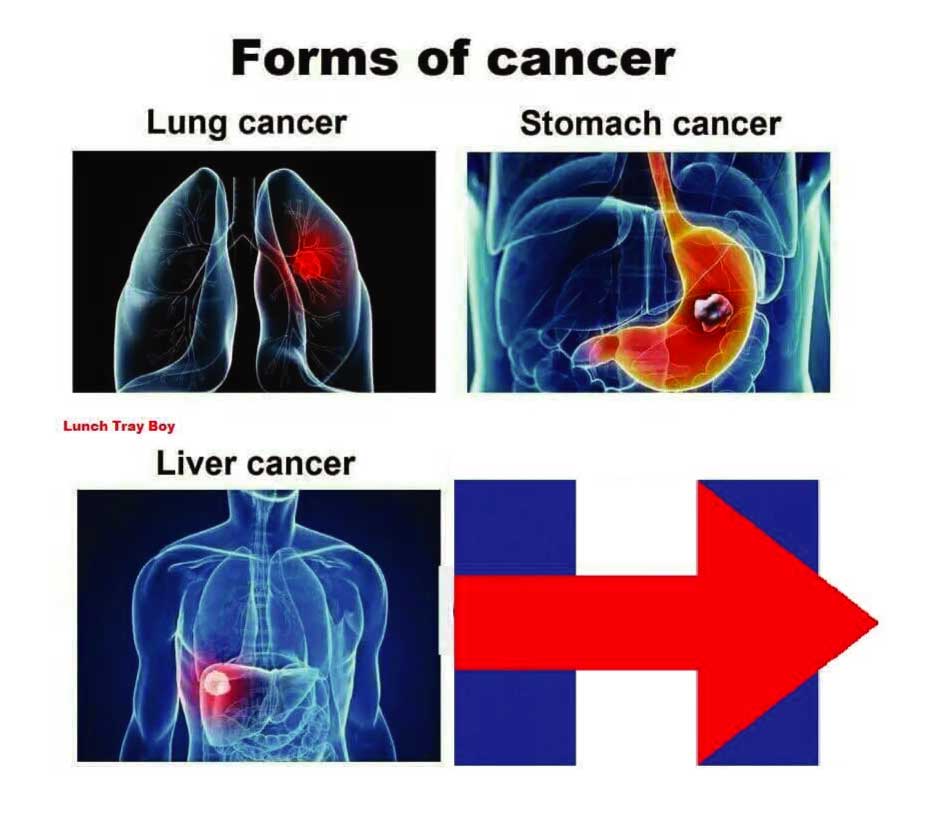 Forms of cancer
Lung cancer
Stomach cancer
Lunch Tray Boy
Liver cancer